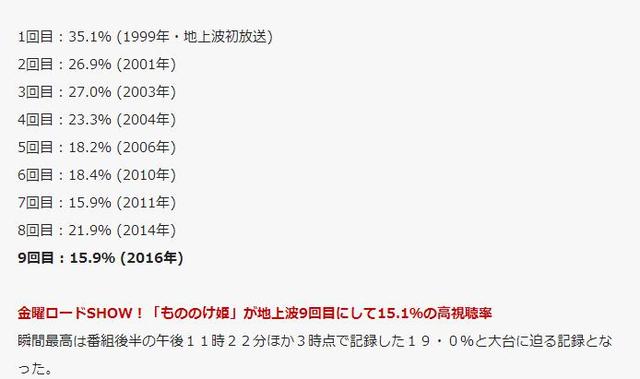 1回目：35.1% (1999年・地上波初放送)
2回目：26.9% (2001年)
3回目：27.0% (2003年)
4回目：23.3% (2004年)
5回目：18.2% (2006年)
6回目：18.4% (2010年)
7回目：15.9% (2011年)
8回目：21.9% (2014年)
9回目：15.9% (2016年)
金曜ロードSHOW！「もののけ姫」が地上波9回目にして15.1%の高視聴率
瞬間最高は番組後半の午後１１時２２分ほか３時点で記録した１９・０%と大台に迫る記録とな
った。